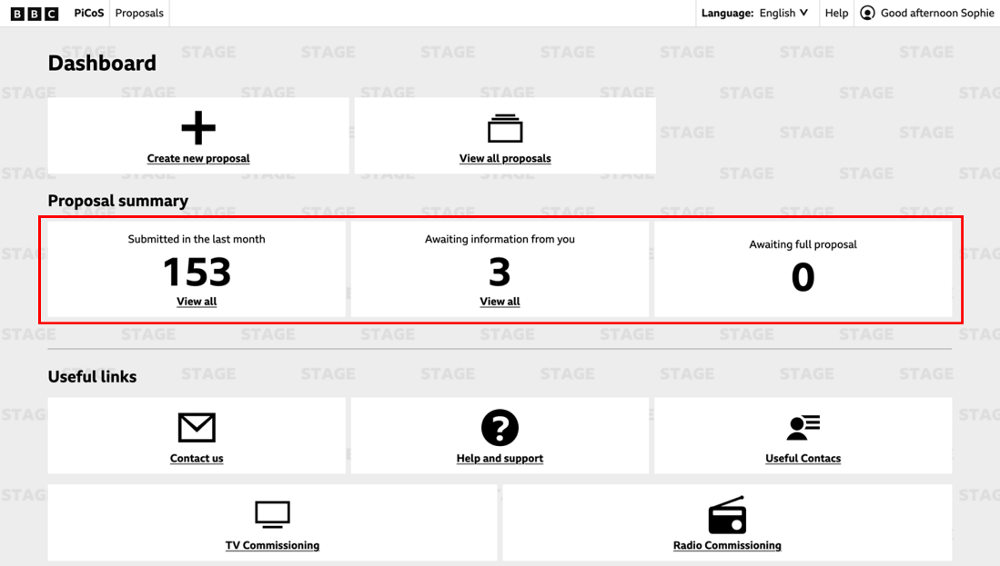 BBC PiCoS Proposals Language: English Help Good afternoon Sophie
Dashboard
Create new proposal View all proposals
Proposal summary
Submitted in the last month Awaiting information from you Awaiting full proposal
153 3 0
View all View all
Useful links
Contact us Help and support Useful Contacs
TV Commissioning Radio Commissioning
STAGE